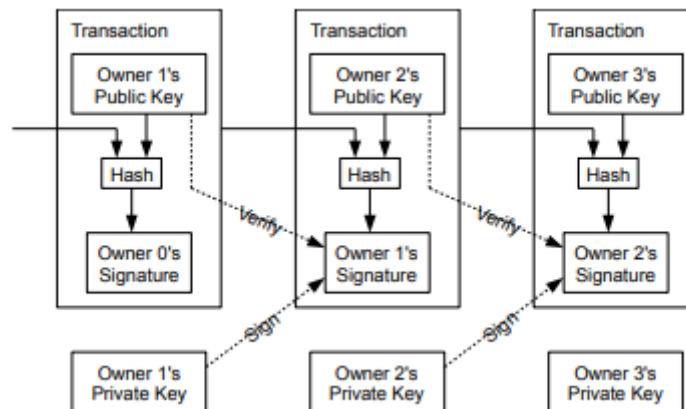 Transaction
Transaction
Transaction
Owner 1's
Public Key
Owner 2's
Public Key
Owner 3's
Public Key
Hash
Hash
Hash
Verify
Verify
Owner 0's
Signature
Owner 1's
Signature
Owner 2's
Signature
Sign
Sign
Owner 1's
Private Key
Owner 2's
Private Key
Owner 3's
Private Key